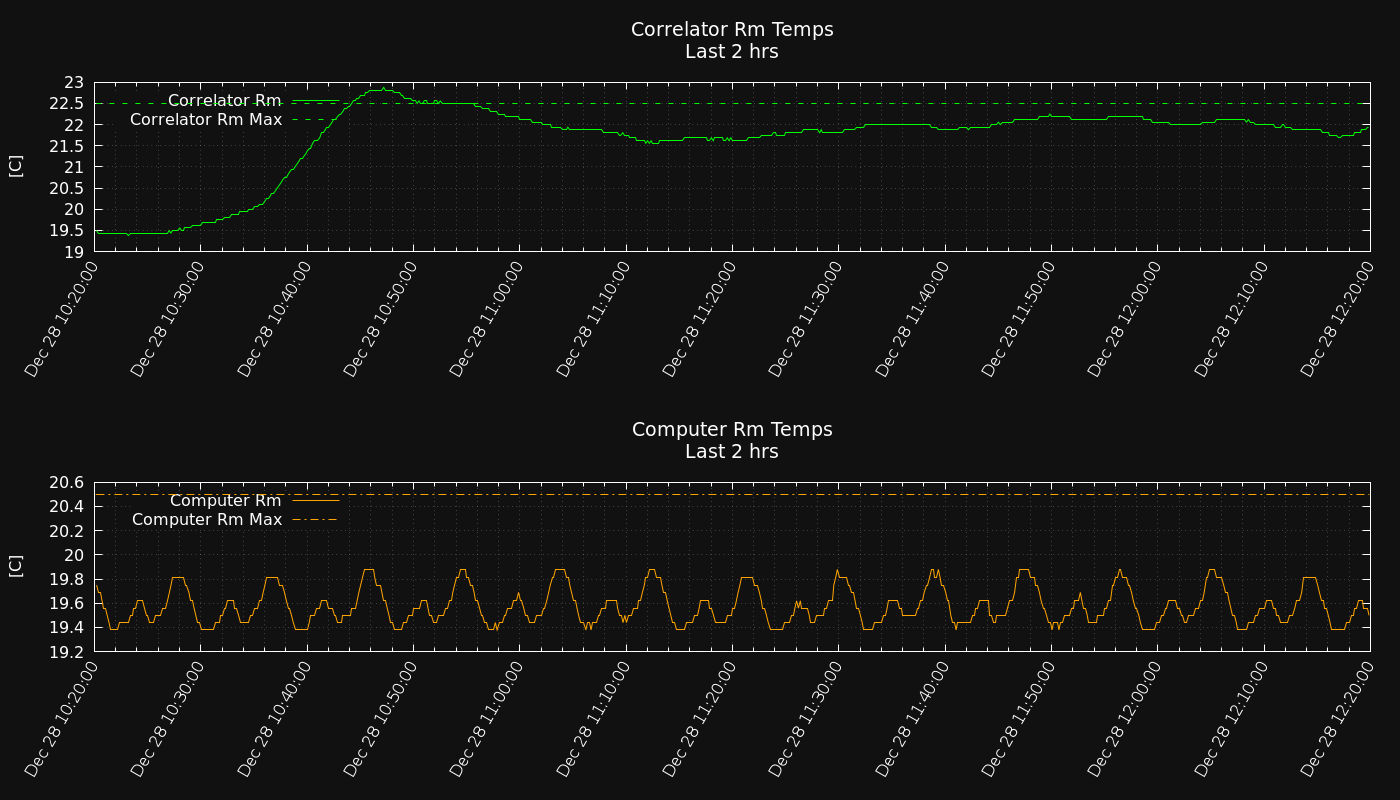 Correlator Rm Temps
Last 2 hrs
23
22.5
22
21.5
21
20.5
20
19.5
19
[C]
Correlator Rm
Correlator Rm Max
Dec 28 10:20:00
Dec 28 10:30:00
Dec 28 10:40:00
Dec 28 10:50:00
Dec 28 11:00:00
Dec 28 11:10:00
Dec 28 11:20:00
Dec 28 11:30:00
Dec 28 11:40:00
Dec 28 11:50:00
Dec 28 12:00:00
Dec 28 12:10:00
Dec 28 12:20:00
Computer Rm Temps
Last 2 hrs
20.6
20.4
20.2
20
19.8
19.6
19.4
19.2
[C]
Computer Rm
Computer Rm Max
Dec 28 10:20:00
Dec 28 10:30:00
Dec 28 10:40:00
Dec 28 10:50:00
Dec 28 11:00:00
Dec 28 11:10:00
Dec 28 11:20:00
Dec 28 11:30:00
Dec 28 11:40:00
Dec 28 11:50:00
Dec 28 12:00:00
Dec 28 12:10:00
Dec 28 12:20:00